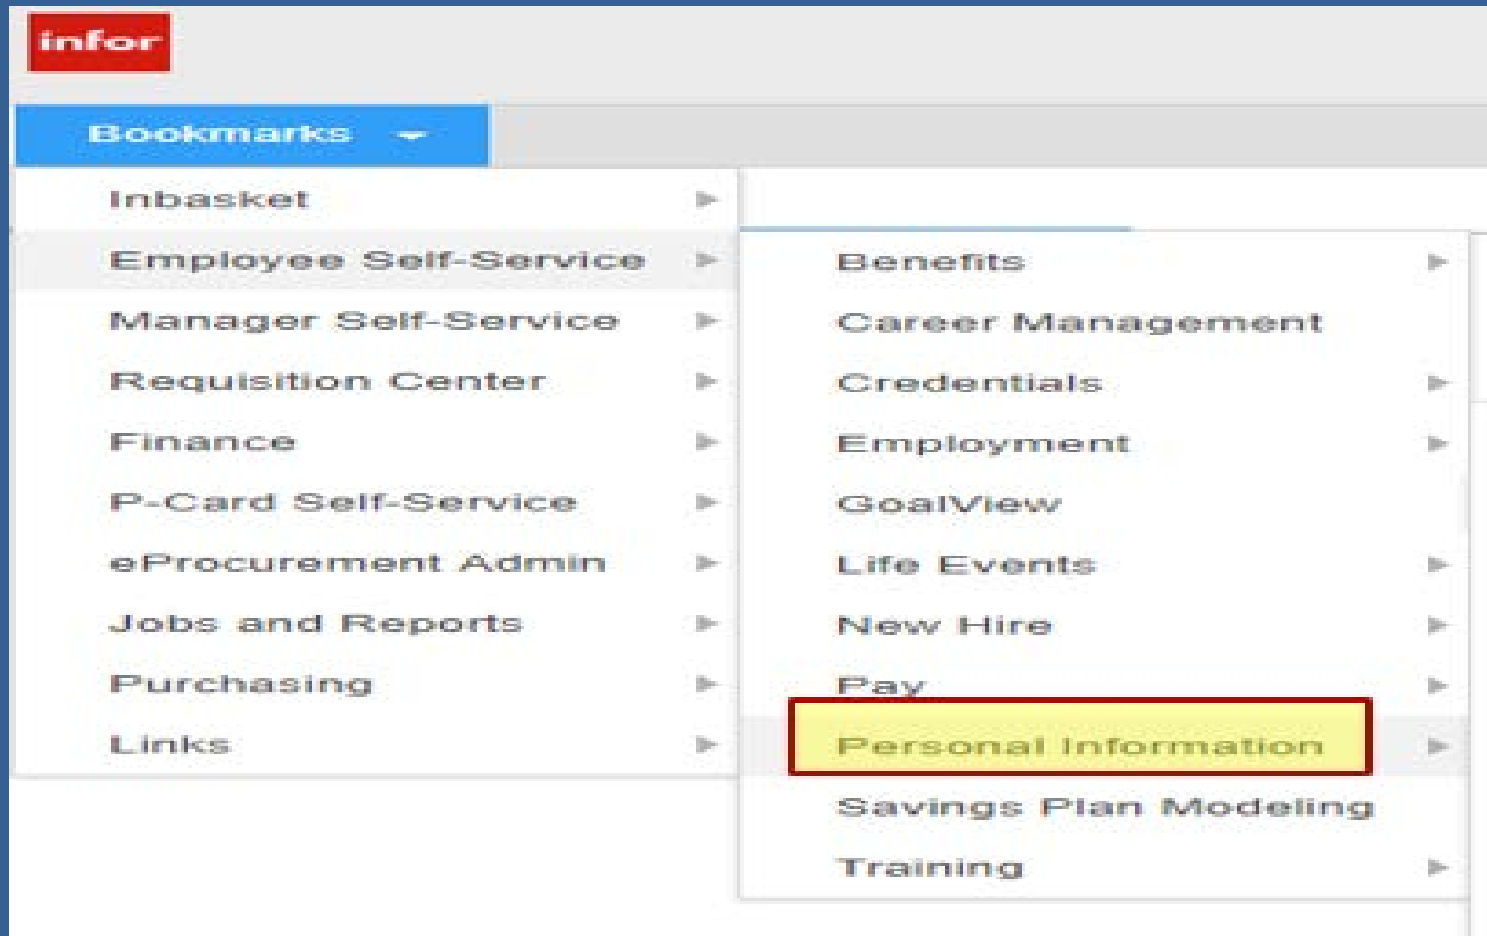 infor
Bookmarks
Inbasket
Employee Self-Service
Manager Self-Service
Requisition Center
Finance
P-Card Self-Service
eProcurement Admin
Jobs and Reports
Purchasing
Links
Benefits
Career Management
Credentials
Employment
GoalView
Life Events
New Hire
Pay
Personal Information
Savings Plan Modeling
Training